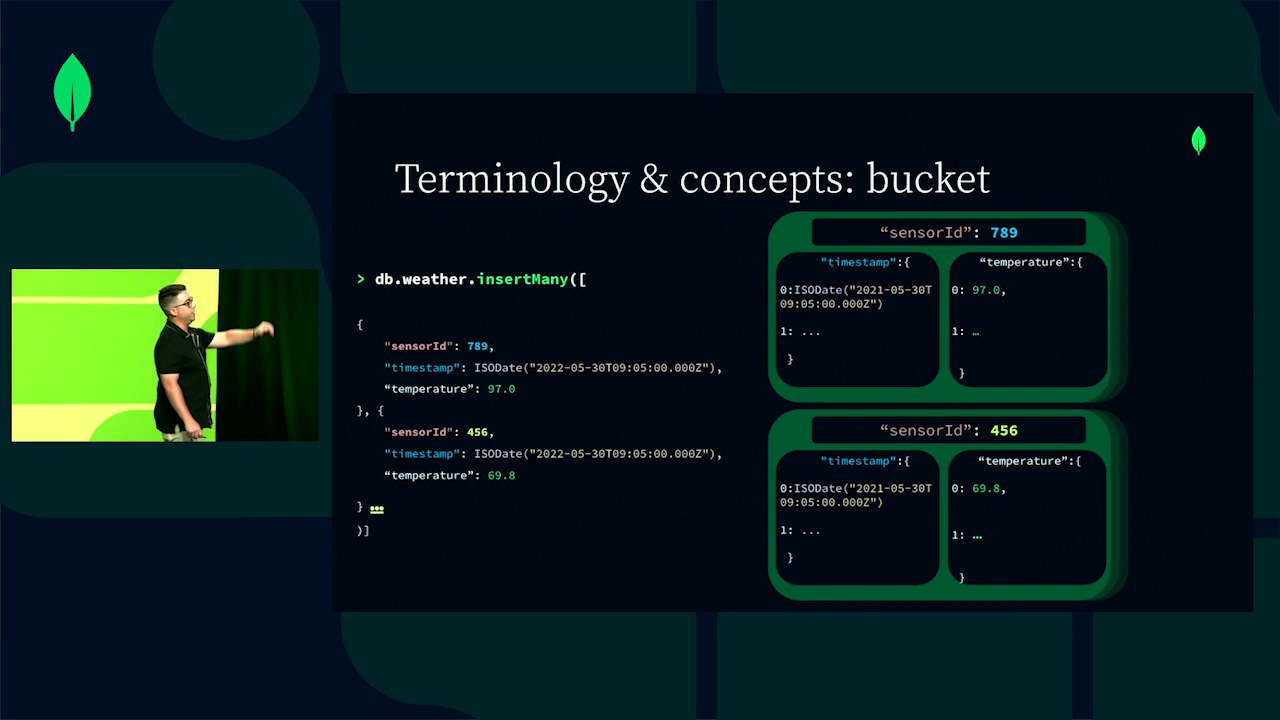 Terminology & concepts: bucket
> db.weather.insertMany([
{
"sensorId": 789,
"timestamp": ISODate("2022-05-30T09:05:00.000Z"),
“temperature”: 97.0
}, {
"sensorId": 456,
"timestamp": ISODate("2022-05-30T09:05:00.000Z"),
“temperature”: 69.8
} •••
)]
“sensorId”: 789
"timestamp":{
0:ISODate("2021-05-30T
09:05:00.000Z")
1: ...
}
“temperature”:{
0: 97.0,
1: …
}
“sensorId”: 456
"timestamp":{
0:ISODate("2021-05-30T
09:05:00.000Z")
1: ...
}
“temperature”:{
0: 69.8,
1: …
}